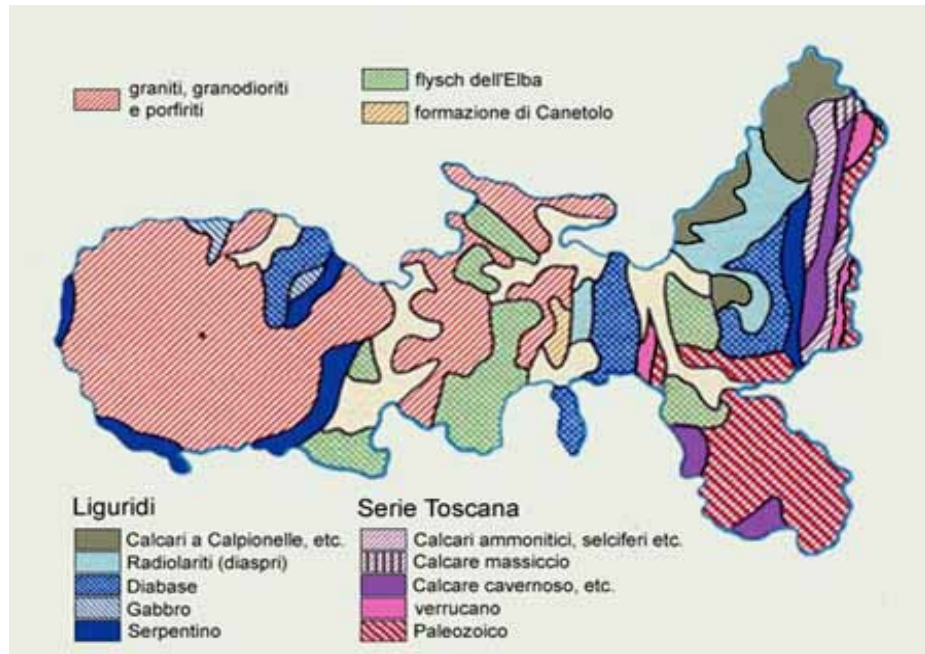 graniti, granodioriti
e porfiriti
flysch dell'Elba
formazione di Canetolo
Liguridi
Calcari a Calpionelle, etc.
Radiolariti (diaspri)
Diabase
Gabbro
Serpentino
Serie Toscana
Calcari ammonitici, selciferi etc.
Calcare massiccio
Calcare cavernoso, etc.
verrucano
Paleozoico